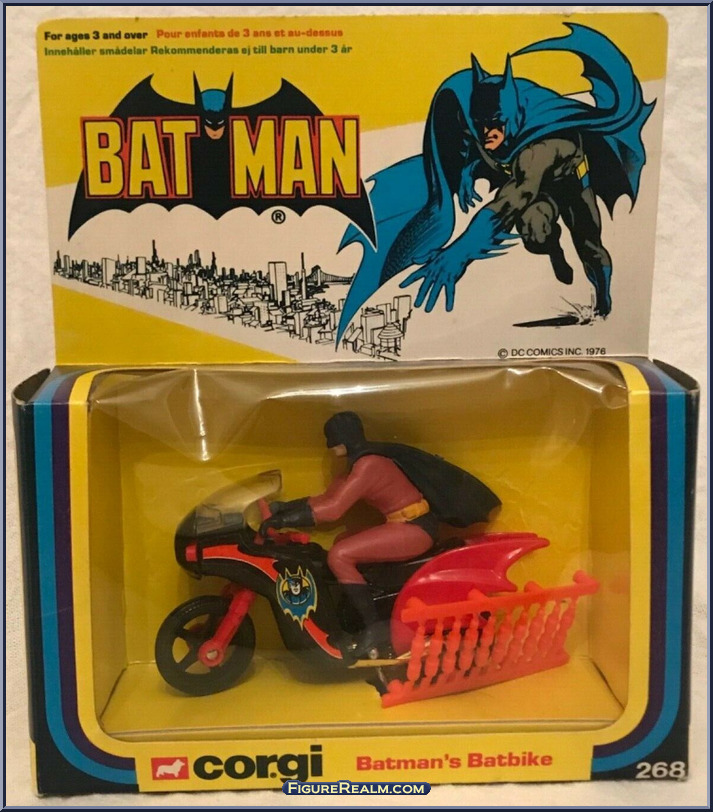 For ages 3 and over Pour enfants de 3 ans et au-dessus
Innehåller smådelar Rekommenderas ej till barn under 3 år
BATMAN
®
© DC COMICS INC. 1976
corgi Batman's Batbike 268
FIGUREREALM.COM